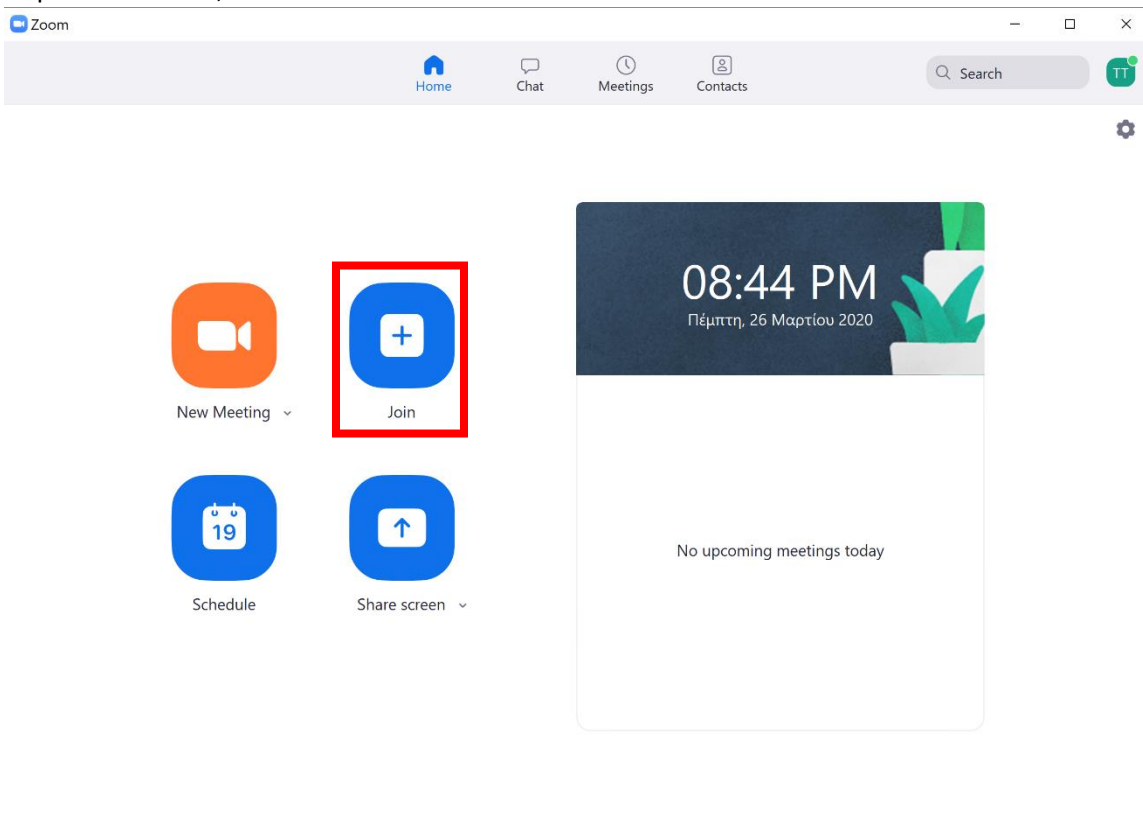 Zoom
Home
Chat
Meetings
Contacts
Search
TT
08:44 PM
Πέμπτη, 26 Μαρτίου 2020
New Meeting
Join
19
Schedule
Share screen
No upcoming meetings today